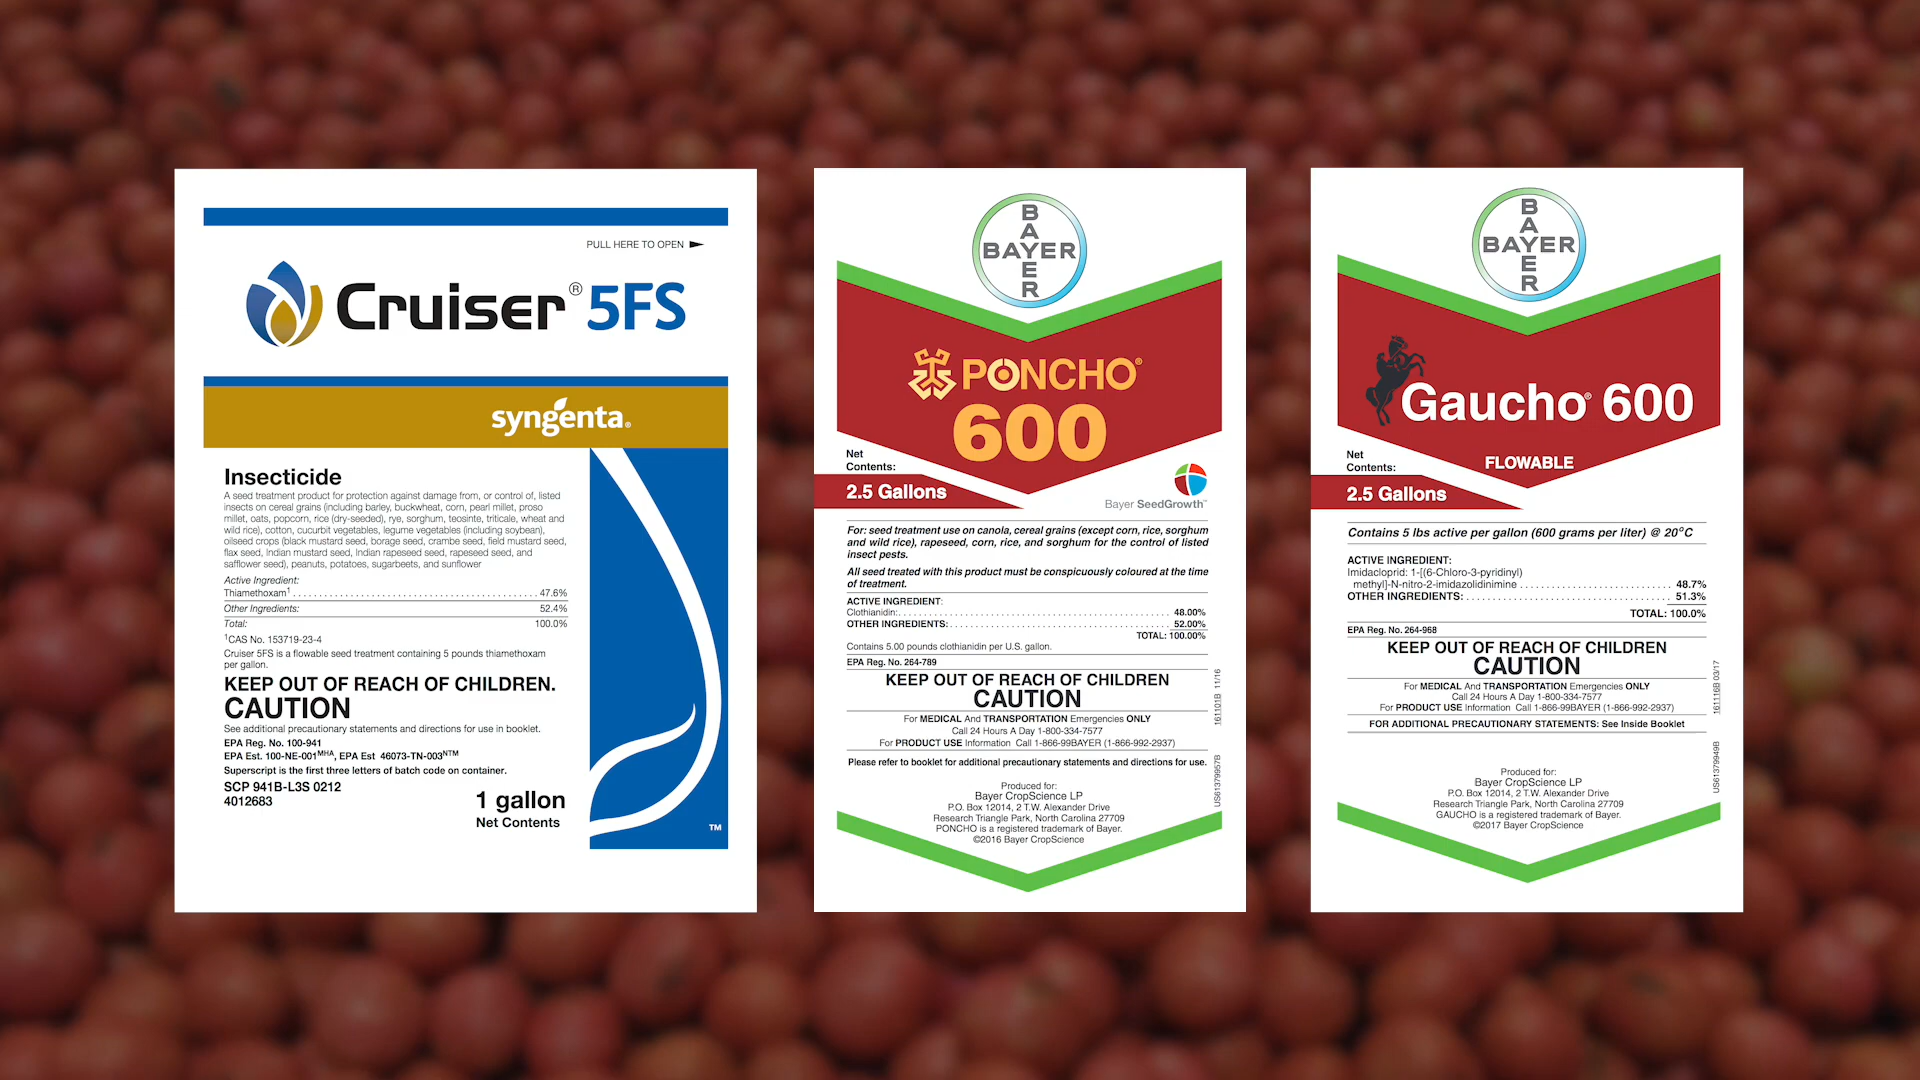 PULL HERE TO OPEN
Cruiser® 5FS
syngenta®
Insecticide
A seed treatment product for protection against damage from, or control of, listed
insects on cereal grains (including barley, buckwheat, corn, pearl millet, proso
millet, oats, popcorn, rice (dry-seeded), rye, sorghum, teosinte, triticale, wheat and
wild rice), cotton, cucurbit vegetables, legume vegetables (including soybean),
oilseed crops (black mustard seed, borage seed, crambe seed, field mustard seed,
flax seed, Indian mustard seed, Indian rapeseed seed, rapeseed seed, and
safflower seed), peanuts, potatoes, sugarbeets, and sunflower
Active Ingredient:
Thiamethoxam1 47.6%
Other Ingredients: 52.4%
Total: 100.0%
1CAS No. 153719-23-4
Cruiser 5FS is a flowable seed treatment containing 5 pounds thiamethoxam
per gallon.
KEEP OUT OF REACH OF CHILDREN.
CAUTION
See additional precautionary statements and directions for use in booklet.
EPA Reg. No. 100-941
EPA Est. 100-NE-001MHA, EPA Est 46073-TN-003NTM
Superscript is the first three letters of batch code on container.
SCP 941B-L3S 0212
4012683
1 gallon
Net Contents
TM
BAYER
BAYER
PONCHO®
600
Net
Contents:
2.5 Gallons
Bayer SeedGrowth™
For: seed treatment use on canola, cereal grains (except corn, rice, sorghum
and wild rice), rapeseed, corn, rice, and sorghum for the control of listed
insect pests.
All seed treated with this product must be conspicuously coloured at the time
of treatment.
ACTIVE INGREDIENT:
Clothianidin: 48.00%
OTHER INGREDIENTS: 52.00%
TOTAL: 100.00%
Contains 5.00 pounds clothianidin per U.S. gallon.
EPA Reg. No. 264-789
KEEP OUT OF REACH OF CHILDREN
CAUTION
For MEDICAL And TRANSPORTATION Emergencies ONLY
Call 24 Hours A Day 1-800-334-7577
For PRODUCT USE Information Call 1-866-99BAYER (1-866-992-2937)
Please refer to booklet for additional precautionary statements and directions for use.
Produced for:
Bayer CropScience LP
P.O. Box 12014, 2 T.W. Alexander Drive
Research Triangle Park, North Carolina 27709
PONCHO is a registered trademark of Bayer.
©2016 Bayer CropScience
US61379957B 161101B 11/16
BAYER
BAYER
Gaucho® 600
FLOWABLE
Net
Contents:
2.5 Gallons
Contains 5 lbs active per gallon (600 grams per liter) @ 20°C
ACTIVE INGREDIENT:
Imidacloprid: 1-[(6-Chloro-3-pyridinyl)
methyl]-N-nitro-2-imidazolidinimine 48.7%
OTHER INGREDIENTS: 51.3%
TOTAL: 100.0%
EPA Reg. No. 264-968
KEEP OUT OF REACH OF CHILDREN
CAUTION
For MEDICAL And TRANSPORTATION Emergencies ONLY
Call 24 Hours A Day 1-800-334-7577
For PRODUCT USE Information Call 1-866-99BAYER (1-866-992-2937)
FOR ADDITIONAL PRECAUTIONARY STATEMENTS: See Inside Booklet
Produced for:
Bayer CropScience LP
P.O. Box 12014, 2 T.W. Alexander Drive
Research Triangle Park, North Carolina 27709
GAUCHO is a registered trademark of Bayer.
©2017 Bayer CropScience
US61379949B 161116B 03/17